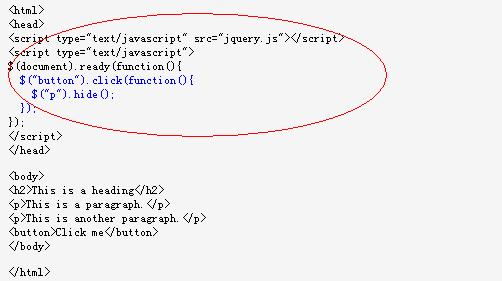 <html>
<head>
<script type="text/javascript" src="jquery.js"></script>
<script type="text/javascript">
$(document).ready(function(){
  $("button").click(function(){
    $("p").hide();
  });
});
</script>
</head>

<body>
<h2>This is a heading</h2>
<p>This is a paragraph.</p>
<p>This is another paragraph.</p>
<button>Click me</button>
</body>

</html>